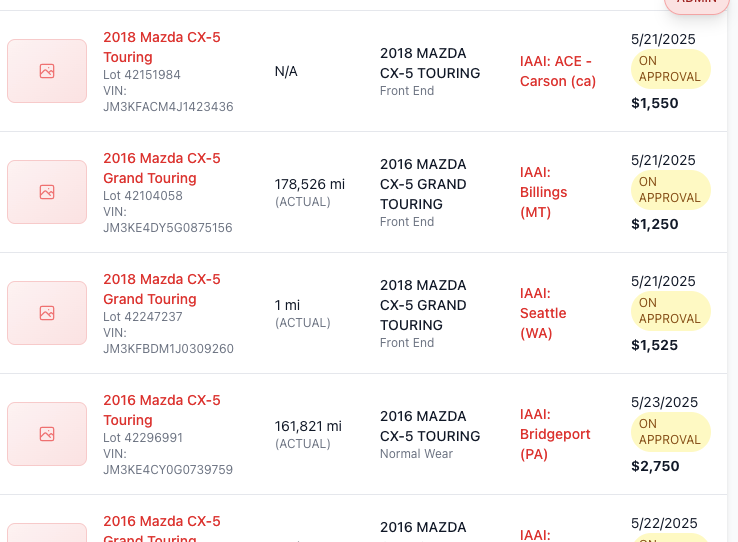 ADMIN
2018 Mazda CX-5
Touring
Lot 42151984
VIN:
JM3KFACM4J1423436
N/A
2018 MAZDA
CX-5 TOURING
Front End
IAAI: ACE -
Carson (ca)
5/21/2025
ON
APPROVAL
$1,550
2016 Mazda CX-5
Grand Touring
Lot 42104058
VIN:
JM3KE4DY5G0875156
178,526 mi
(ACTUAL)
2016 MAZDA
CX-5 GRAND
TOURING
Front End
IAAI:
Billings
(MT)
5/21/2025
ON
APPROVAL
$1,250
2018 Mazda CX-5
Grand Touring
Lot 42247237
VIN:
JM3KFBDM1J0309260
1 mi
(ACTUAL)
2018 MAZDA
CX-5 GRAND
TOURING
Front End
IAAI:
Seattle
(WA)
5/21/2025
ON
APPROVAL
$1,525
2016 Mazda CX-5
Touring
Lot 42296991
VIN:
JM3KE4CY0G0739759
161,821 mi
(ACTUAL)
2016 MAZDA
CX-5 TOURING
Normal Wear
IAAI:
Bridgeport
(PA)
5/23/2025
ON
APPROVAL
$2,750
2016 Mazda CX-5
Grand Touring
2016 MAZDA
IAAI:
5/22/2025
ON